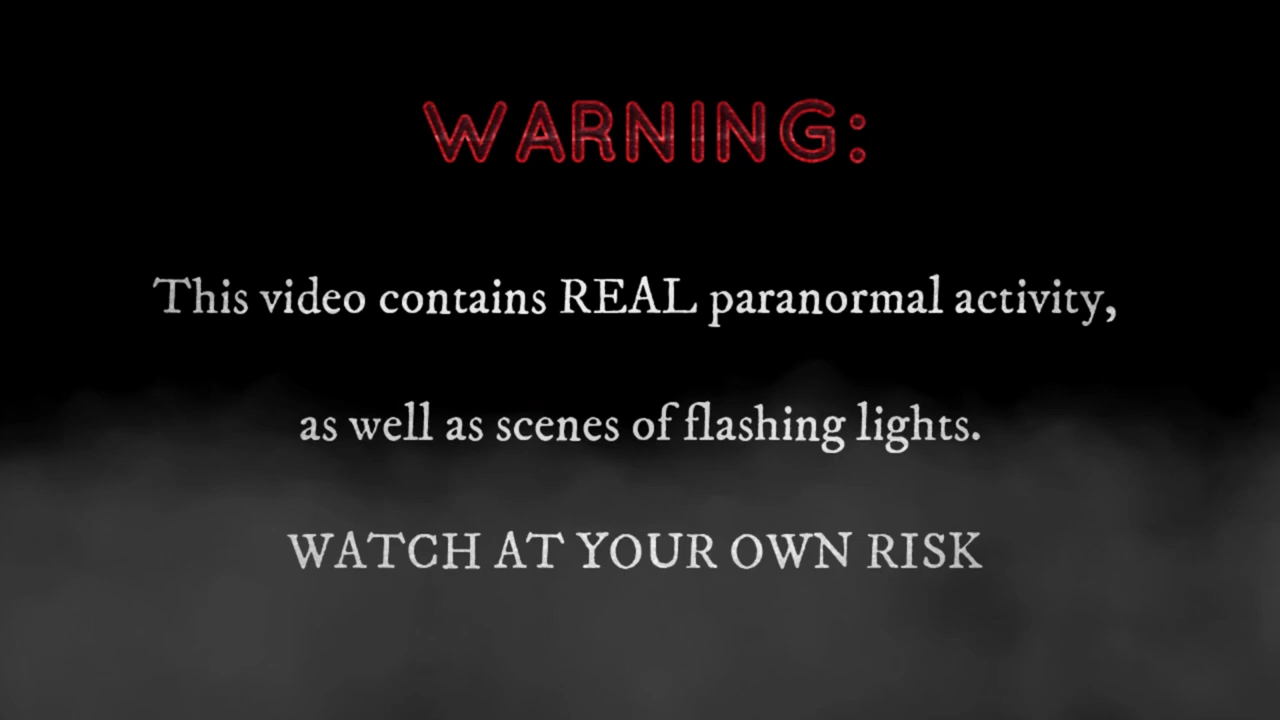 WARNING:
This video contains REAL paranormal activity,
as well as scenes of flashing lights.
WATCH AT YOUR OWN RISK